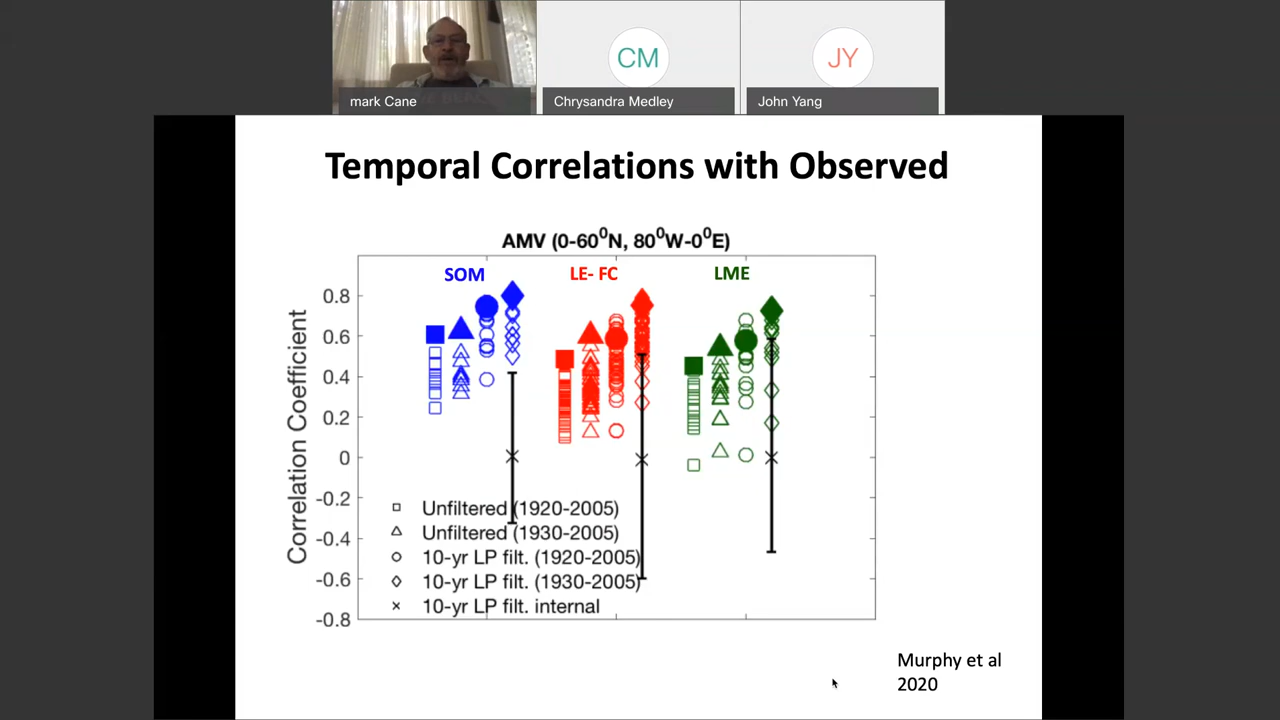 CM
JY
mark Cane
Chrysandra Medley
John Yang
Temporal Correlations with Observed
AMV (0-60⁰N, 80⁰W-0⁰E)
SOM
LE- FC
LME
Correlation Coefficient
0.8
0.6
0.4
0.2
0
-0.2
-0.4
-0.6
-0.8
Unfiltered (1920-2005)
Unfiltered (1930-2005)
10-yr LP filt. (1920-2005)
10-yr LP filt. (1930-2005)
10-yr LP filt. internal
Murphy et al
2020